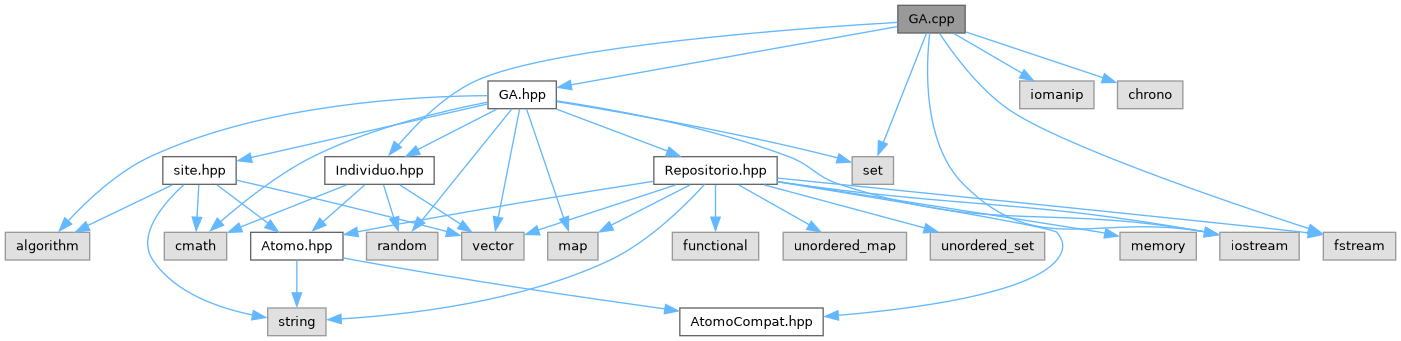 GA.cpp
GA.hpp
iomanip
chrono
site.hpp
Individuo.hpp
Repositorio.hpp
set
algorithm
cmath
Atomo.hpp
random
vector
map
functional
unordered_map
unordered_set
memory
iostream
fstream
string
AtomoCompat.hpp